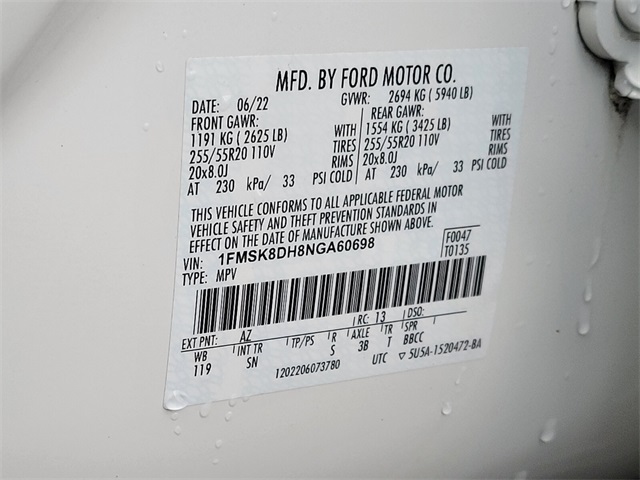 MFD. BY FORD MOTOR CO.
DATE: 06/22 GVWR: 2694 KG ( 5940 LB)
FRONT GAWR: REAR GAWR:
1191 KG ( 2625 LB) WITH 1554 KG ( 3425 LB) WITH
255/55R20 110V TIRES 255/55R20 110V TIRES
20x8.0J RIMS 20x8.0J RIMS
AT 230 kPa/ 33 PSI COLD AT 230 kPa/ 33 PSI COLD
THIS VEHICLE CONFORMS TO ALL APPLICABLE FEDERAL MOTOR
VEHICLE SAFETY AND THEFT PREVENTION STANDARDS IN
EFFECT ON THE DATE OF MANUFACTURE SHOWN ABOVE.
VIN: 1FMSK8DH8NGA60698 F0047
TYPE: MPV T0135
EXT PNT: AZ RC: 13 DSO:
WB INT TR TP/PS R AXLE TR SPR
119 SN S 3B T BBCC
1202206073780 UTC ▽ 5U5A-1520472-BA